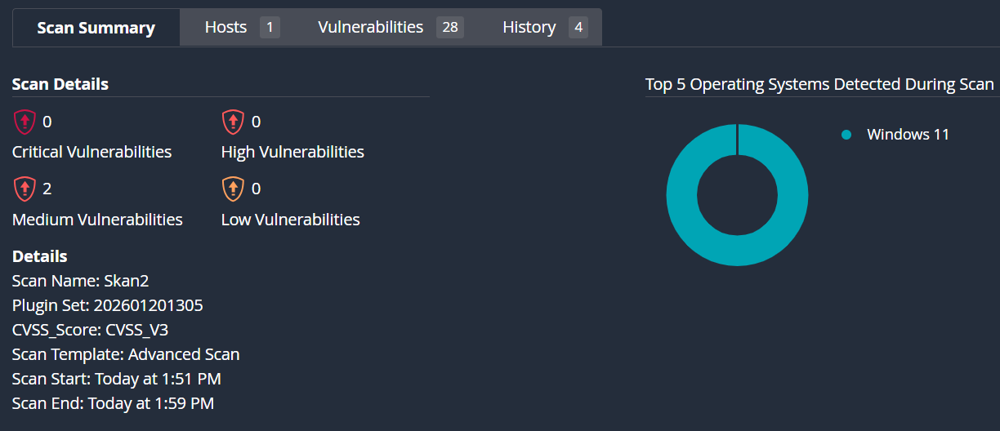 Scan Summary Hosts 1 Vulnerabilities 28 History 4
Scan Details
0
Critical Vulnerabilities
0
High Vulnerabilities
2
Medium Vulnerabilities
0
Low Vulnerabilities
Details
Scan Name: Skan2
Plugin Set: 202601201305
CVSS_Score: CVSS_V3
Scan Template: Advanced Scan
Scan Start: Today at 1:51 PM
Scan End: Today at 1:59 PM
Top 5 Operating Systems Detected During Scan
Windows 11